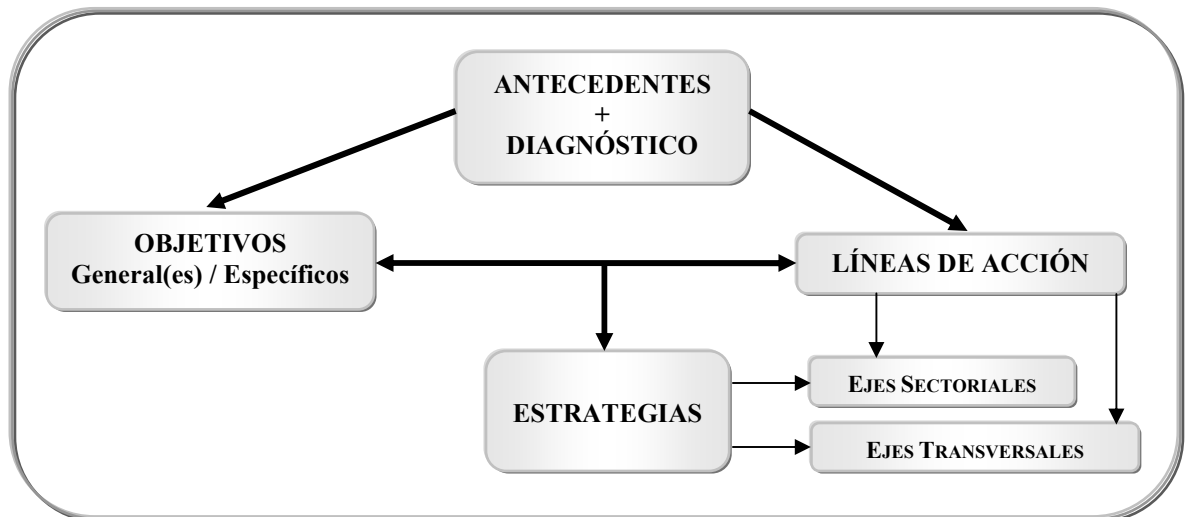 ANTECEDENTES
+
DIAGNÓSTICO
OBJETIVOS
General(es) / Específicos
LÍNEAS DE ACCIÓN
ESTRATEGIAS
EJES SECTORIALES
EJES TRANSVERSALES